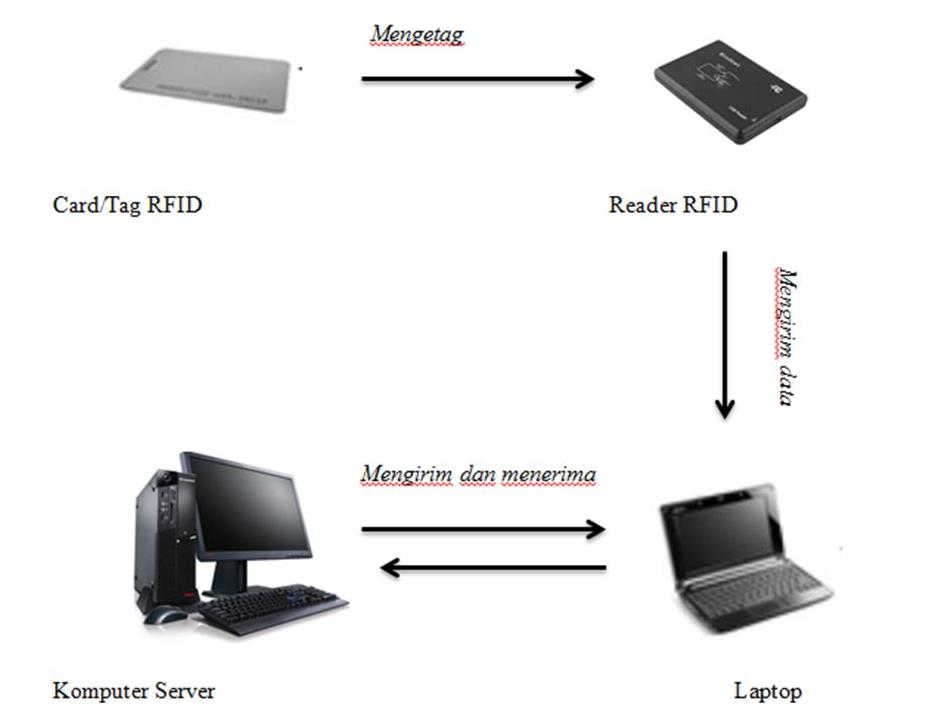 Mengetag
Card/Tag RFID
Reader RFID
Mengirim data
Mengirim dan menerima
Komputer Server
Laptop